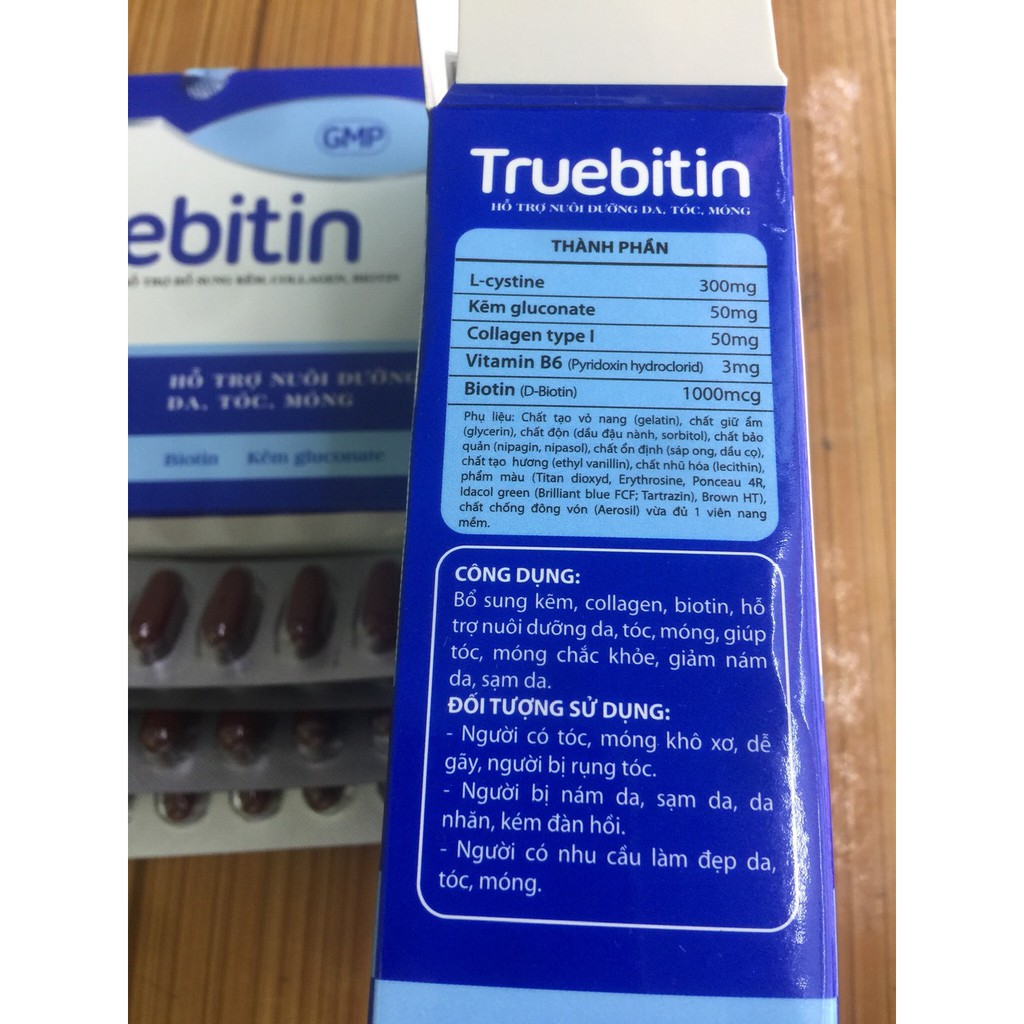 GMP
ebitin
HỖ TRỢ BỔ SUNG KẼM, COLLAGEN, BIOTIN
HỖ TRỢ NUÔI DƯỠNG
DA, TÓC, MÓNG
Biotin Kẽm gluconate
Truebitin
HỖ TRỢ NUÔI DƯỠNG DA, TÓC, MÓNG
THÀNH PHẦN
L-cystine 300mg
Kẽm gluconate 50mg
Collagen type I 50mg
Vitamin B6 (Pyridoxin hydroclorid) 3mg
Biotin (D-Biotin) 1000mcg
Phụ liệu: Chất tạo vỏ nang (gelatin), chất giữ ẩm
(glycerin), chất độn (dầu đậu nành, sorbitol), chất bảo
quản (nipagin, nipasol), chất ổn định (sáp ong, dầu cọ),
chất tạo hương (ethyl vanillin), chất nhũ hóa (lecithin),
phẩm màu (Titan dioxyd, Erythrosine, Ponceau 4R,
Idacol green (Brilliant blue FCF; Tartrazin), Brown HT),
chất chống đông vón (Aerosil) vừa đủ 1 viên nang
mềm.
CÔNG DỤNG:
Bổ sung kẽm, collagen, biotin, hỗ
trợ nuôi dưỡng da, tóc, móng, giúp
tóc, móng chắc khỏe, giảm nám
da, sạm da.
ĐỐI TƯỢNG SỬ DỤNG:
- Người có tóc, móng khô xơ, dễ
gãy, người bị rụng tóc.
- Người bị nám da, sạm da, da
nhăn, kém đàn hồi.
- Người có nhu cầu làm đẹp da,
tóc, móng.